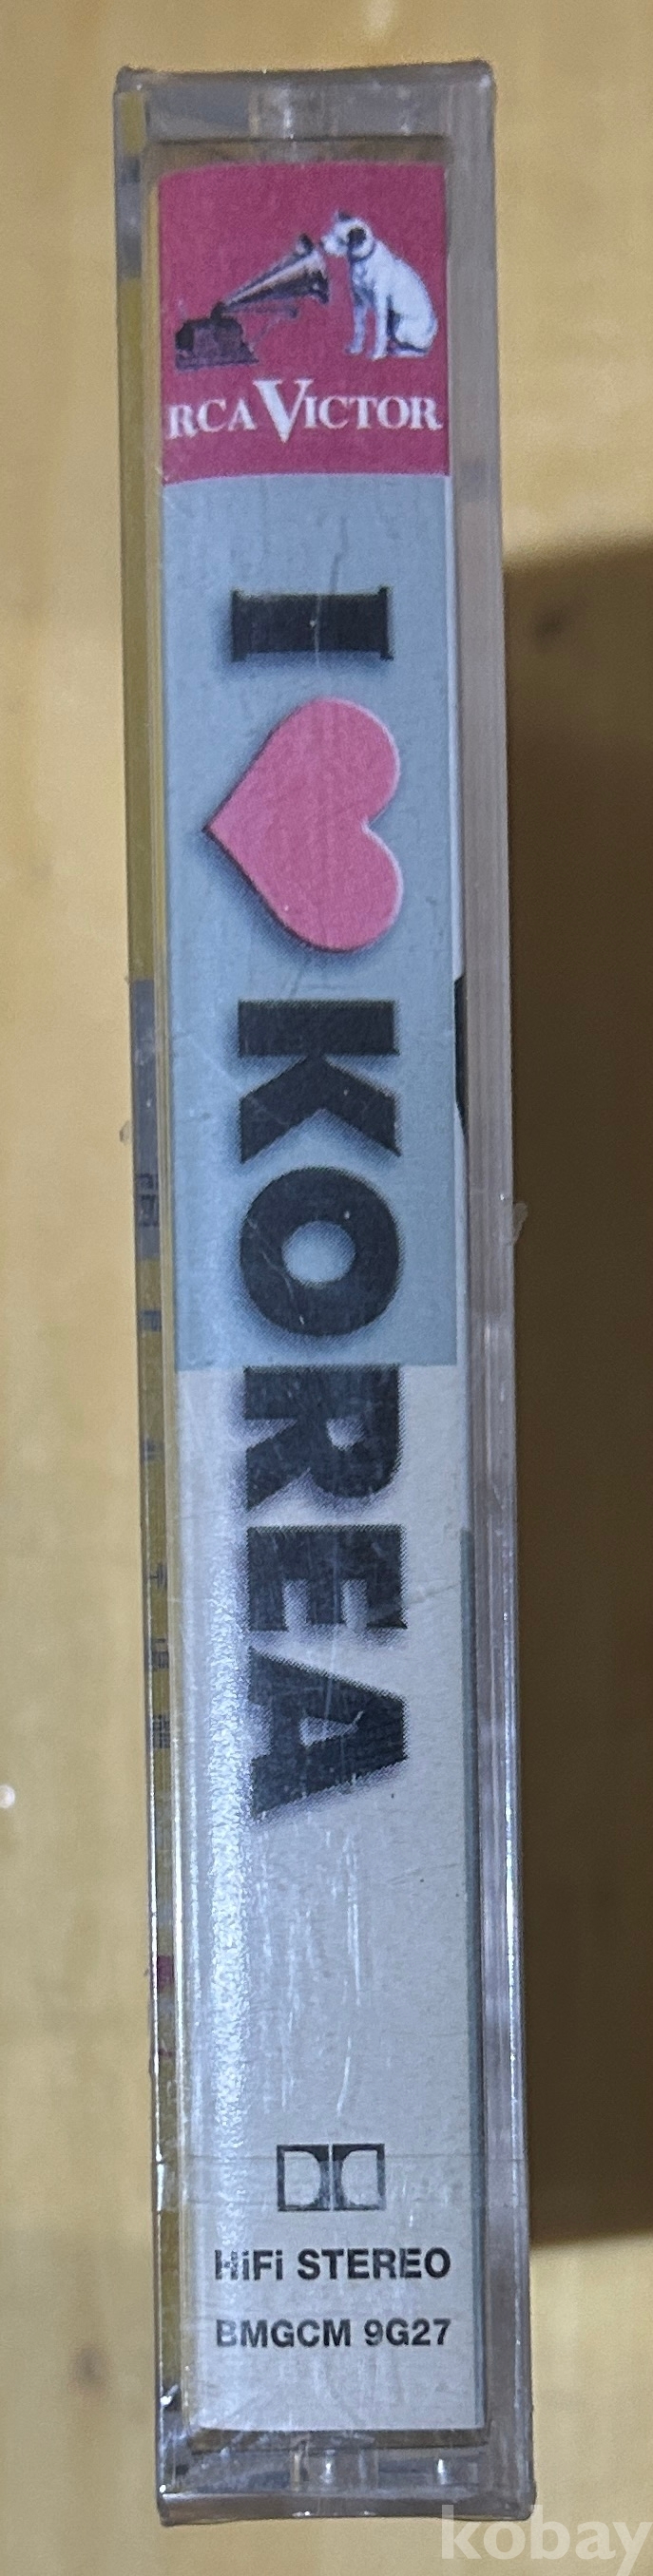 RCA VICTOR
I ♥ KOREA
HiFi STEREO
BMGCM 9G27
kobay